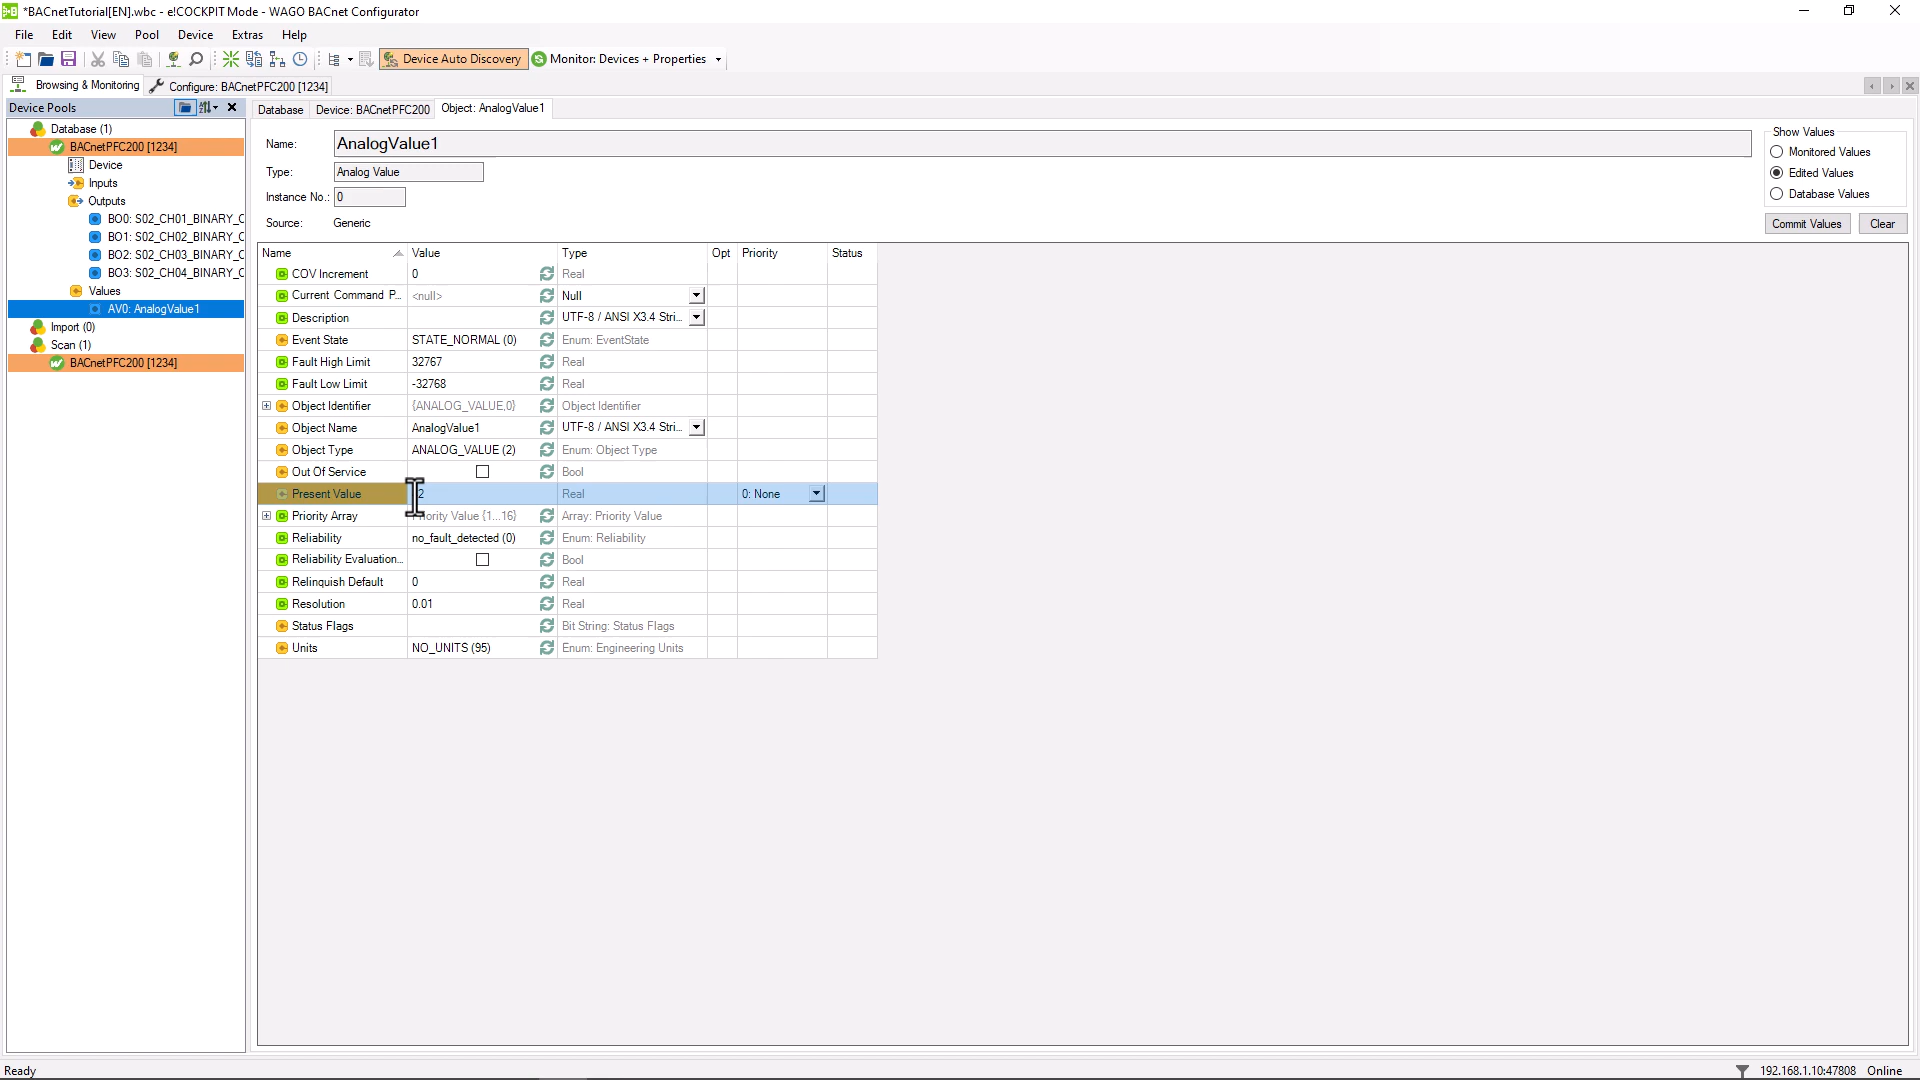 *BACnetTutorial[EN].wbc - e!COCKPIT Mode - WAGO BACnet Configurator
File Edit View Pool Device Extras Help
Device Auto Discovery Monitor: Devices + Properties
Browsing & Monitoring Configure: BACnetPFC200 [1234]
Device Pools
Database (1)
BACnetPFC200 [1234]
Device
Inputs
Outputs
BO0: S02_CH01_BINARY_C
BO1: S02_CH02_BINARY_C
BO2: S02_CH03_BINARY_C
BO3: S02_CH04_BINARY_C
Values
AV0: AnalogValue1
Import (0)
Scan (1)
BACnetPFC200 [1234]
Database Device: BACnetPFC200 Object: AnalogValue1
Name: AnalogValue1
Type: Analog Value
Instance No.: 0
Source: Generic
Show Values
Monitored Values
Edited Values
Database Values
Commit Values Clear
Name Value Type Opt Priority Status
COV Increment 0 Real
Current Command P... <null> Null
Description UTF-8 / ANSI X3.4 Stri...
Event State STATE_NORMAL (0) Enum: EventState
Fault High Limit 32767 Real
Fault Low Limit -32768 Real
Object Identifier {ANALOG_VALUE,0} Object Identifier
Object Name AnalogValue1 UTF-8 / ANSI X3.4 Stri...
Object Type ANALOG_VALUE (2) Enum: Object Type
Out Of Service Bool
Present Value Real 0: None
Priority Array Value {1...16} Array: Priority Value
Reliability no_fault_detected (0) Enum: Reliability
Reliability Evaluation... Bool
Relinquish Default 0 Real
Resolution 0.01 Real
Status Flags Bit String: Status Flags
Units NO_UNITS (95) Enum: Engineering Units
Ready 192.168.1.10:47808 Online